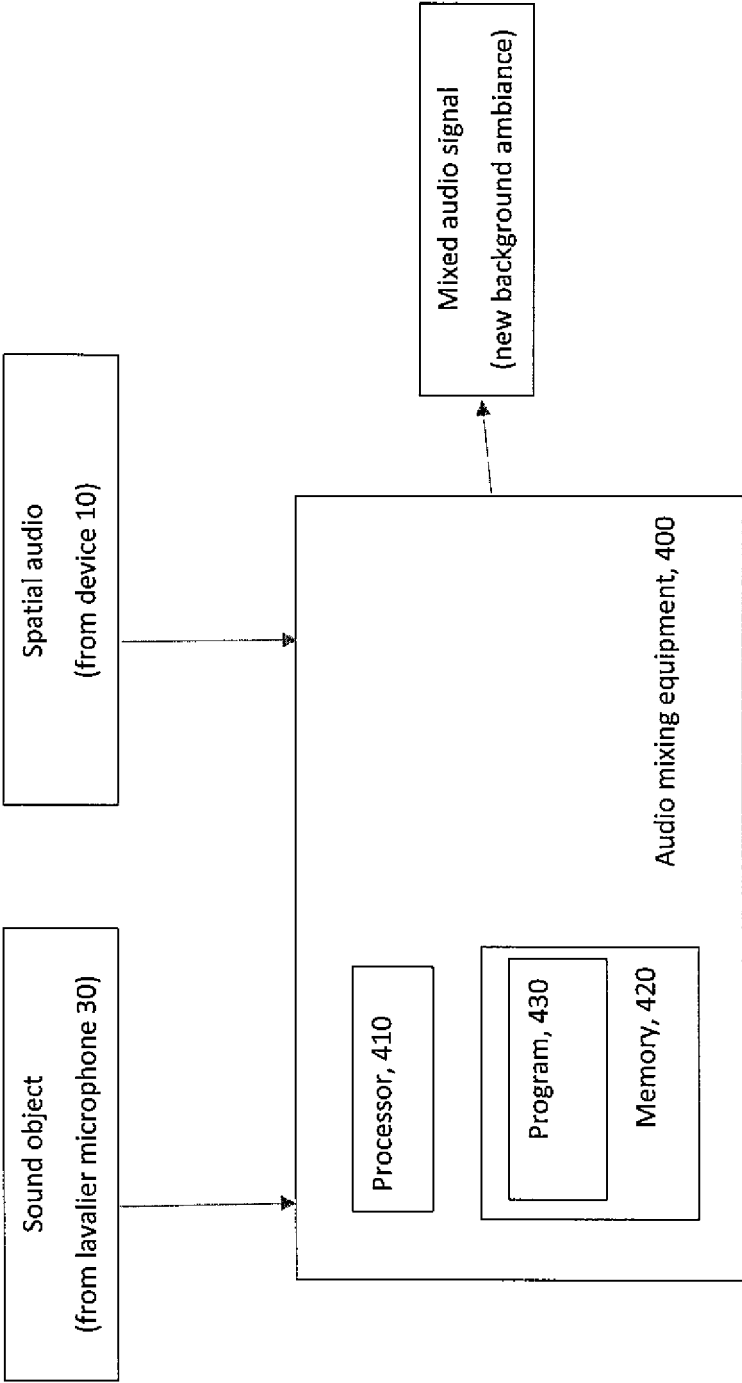 Sound object
(from lavalier microphone 30)
Spatial audio
(from device 10)
Processor, 410
Program, 430
Memory, 420
Audio mixing equipment, 400
Mixed audio signal
(new background ambiance)